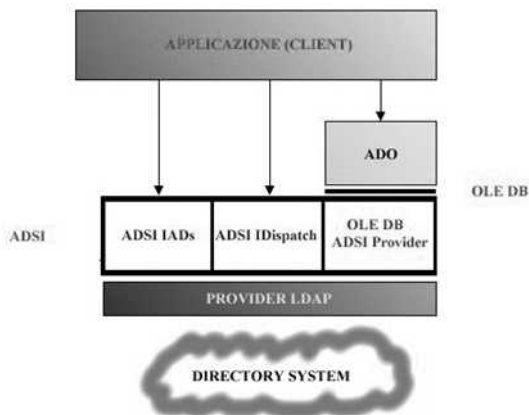 APPLICAZIONE (CLIENT)
ADO
OLE DB
ADSI
ADSI IADs
ADSI IDispatch
OLE DB
ADSI Provider
PROVIDER LDAP
DIRECTORY SYSTEM